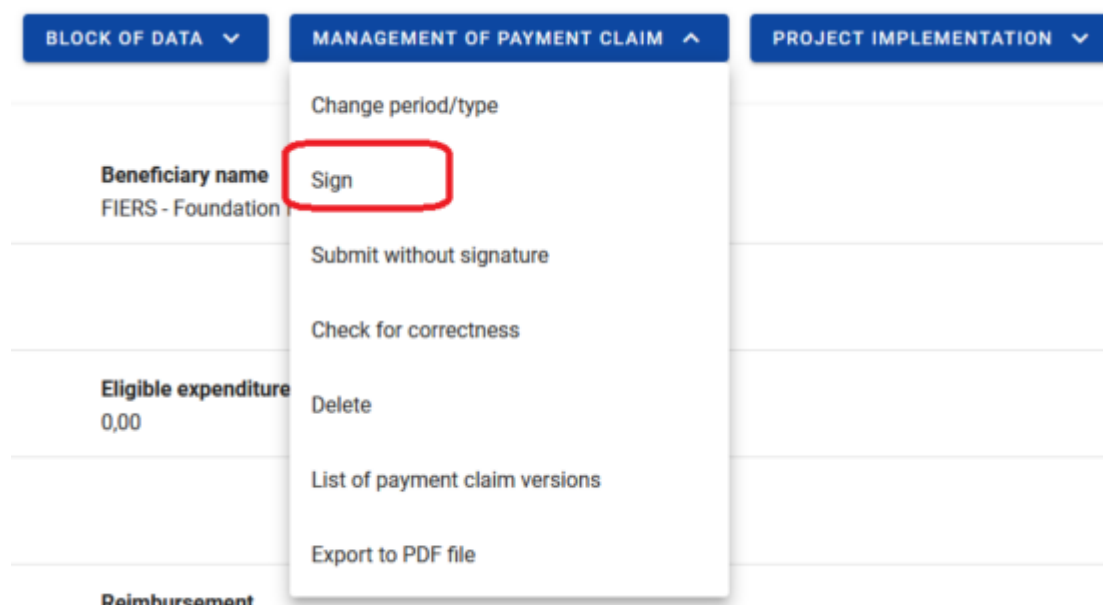 BLOCK OF DATA
MANAGEMENT OF PAYMENT CLAIM
PROJECT IMPLEMENTATION
Change period/type
Beneficiary name
Sign
FIERS - Foundation
Submit without signature
Check for correctness
Eligible expenditure
Delete
0,00
List of payment claim versions
Export to PDF file
Reimbursement